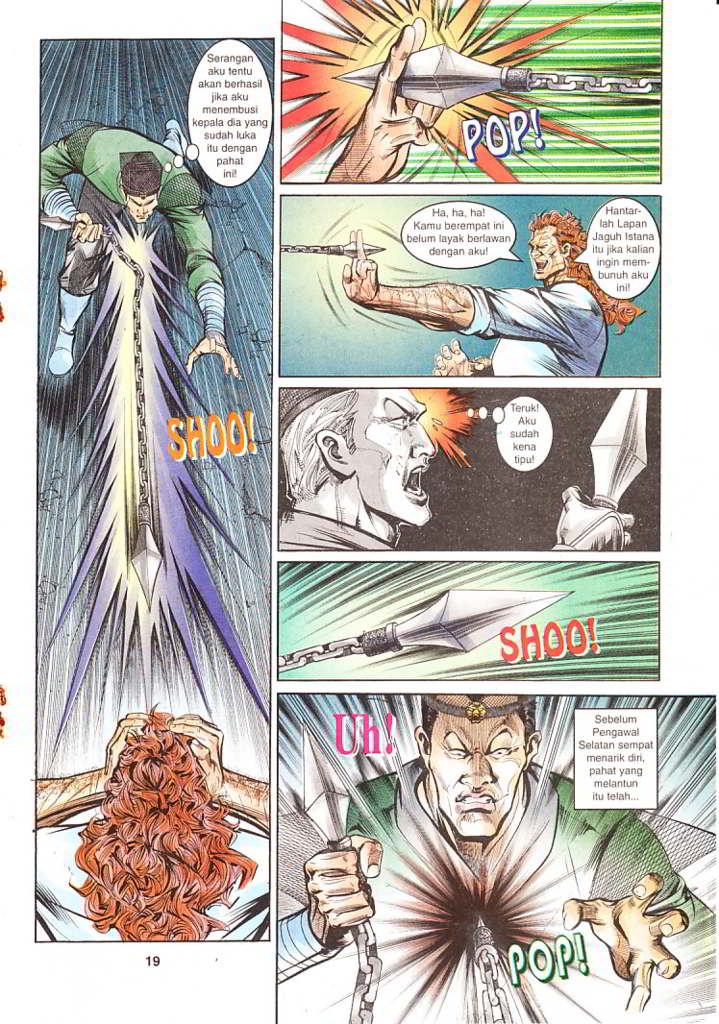 Serangan
aku tentu
akan berhasil
jika aku
menembusi
kepala dia yang
sudah luka
itu dengan
pahat
ini!
SHOO!
POP!
Ha, ha, ha!
Kamu berempat ini
belum layak berlawan
dengan aku!
Hantar-
lah Lapan
Jaguh Istana
itu jika kalian
ingin mem-
bunuh aku
ini!
Teruk!
Aku
sudah
kena
tipu!
SHOO!
Uh!
Sebelum
Pengawal
Selatan sempat
menarik diri,
pahat yang
melantun
itu telah...
POP!
19